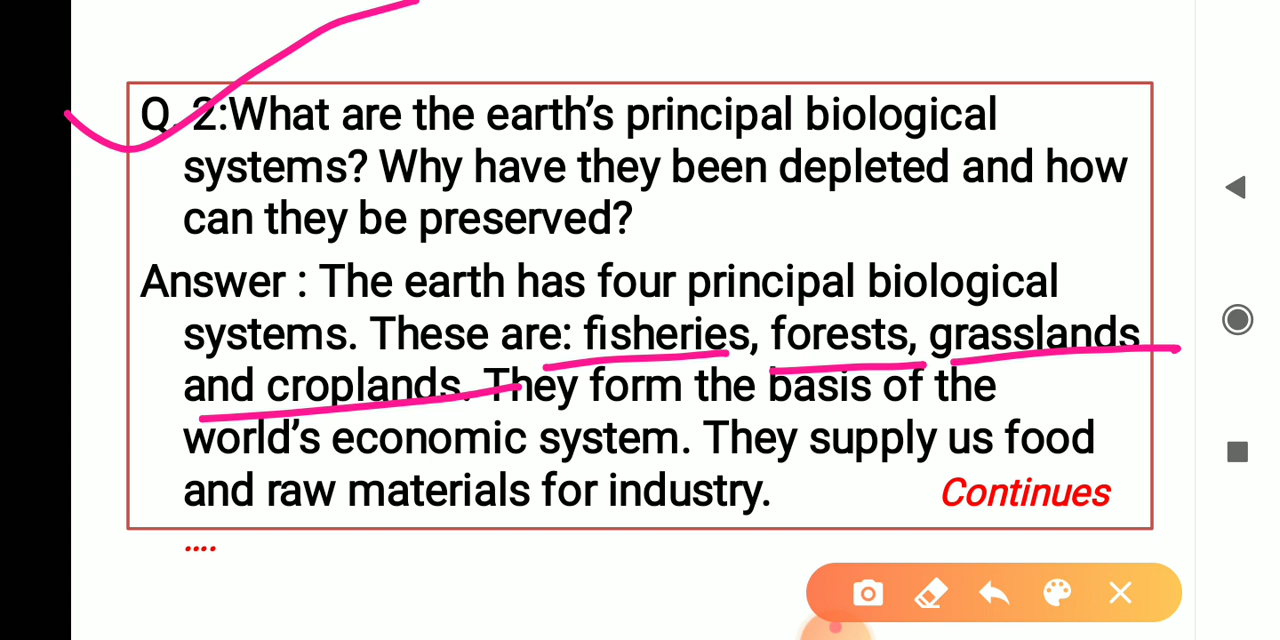 Q. 2:What are the earth’s principal biological
systems? Why have they been depleted and how
can they be preserved?
Answer : The earth has four principal biological
systems. These are: fisheries, forests, grasslands
and croplands. They form the basis of the
world’s economic system. They supply us food
and raw materials for industry. Continues
....